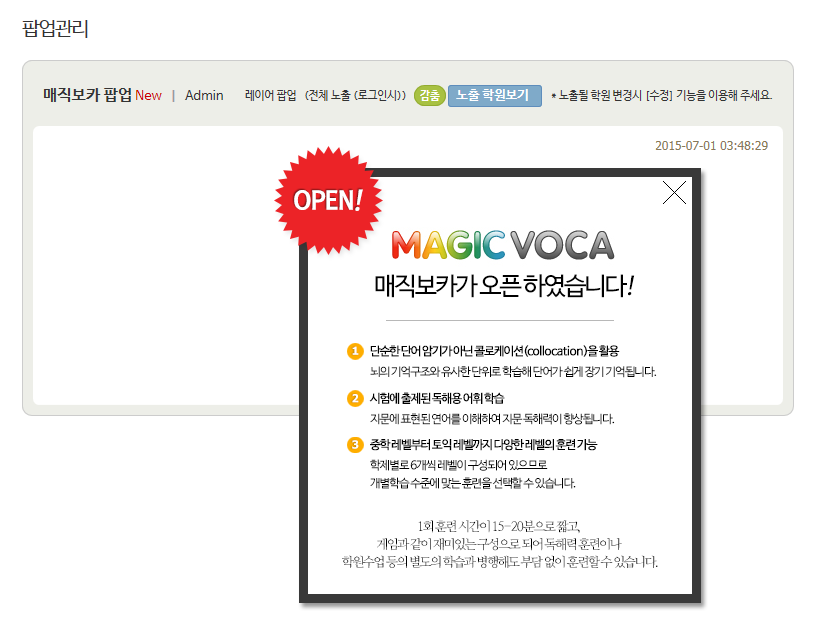 팝업관리
매직보카 팝업 New | Admin 레이어 팝업 (전체 노출 (로그인시)) 감춤 노출 학원보기 * 노출될 학원 변경시 [수정] 기능을 이용해 주세요.
2015-07-01 03:48:29
OPEN!
MAGIC VOCA
매직보카가 오픈 하였습니다!
1 단순한 단어 암기가 아닌 콜로케이션(collocation)을 활용
뇌의 기억구조와 유사한 단위로 학습해 단어가 쉽게 장기 기억됩니다.
2 시험에 출제된 독해용 어휘 학습
지문에 표현된 연어를 이해하여 지문 독해력이 향상됩니다.
3 중학 레벨부터 토익 레벨까지 다양한 레벨의 훈련 가능
학제별로 6개씩 레벨이 구성되어 있으므로
개별학습 수준에 맞는 훈련을 선택할 수 있습니다.
1회 훈련 시간이 15-20분으로 짧고,
게임과 같이 재미있는 구성으로 되어 독해력 훈련이나
학원수업 등의 별도의 학습과 병행해도 부담 없이 훈련할 수 있습니다.